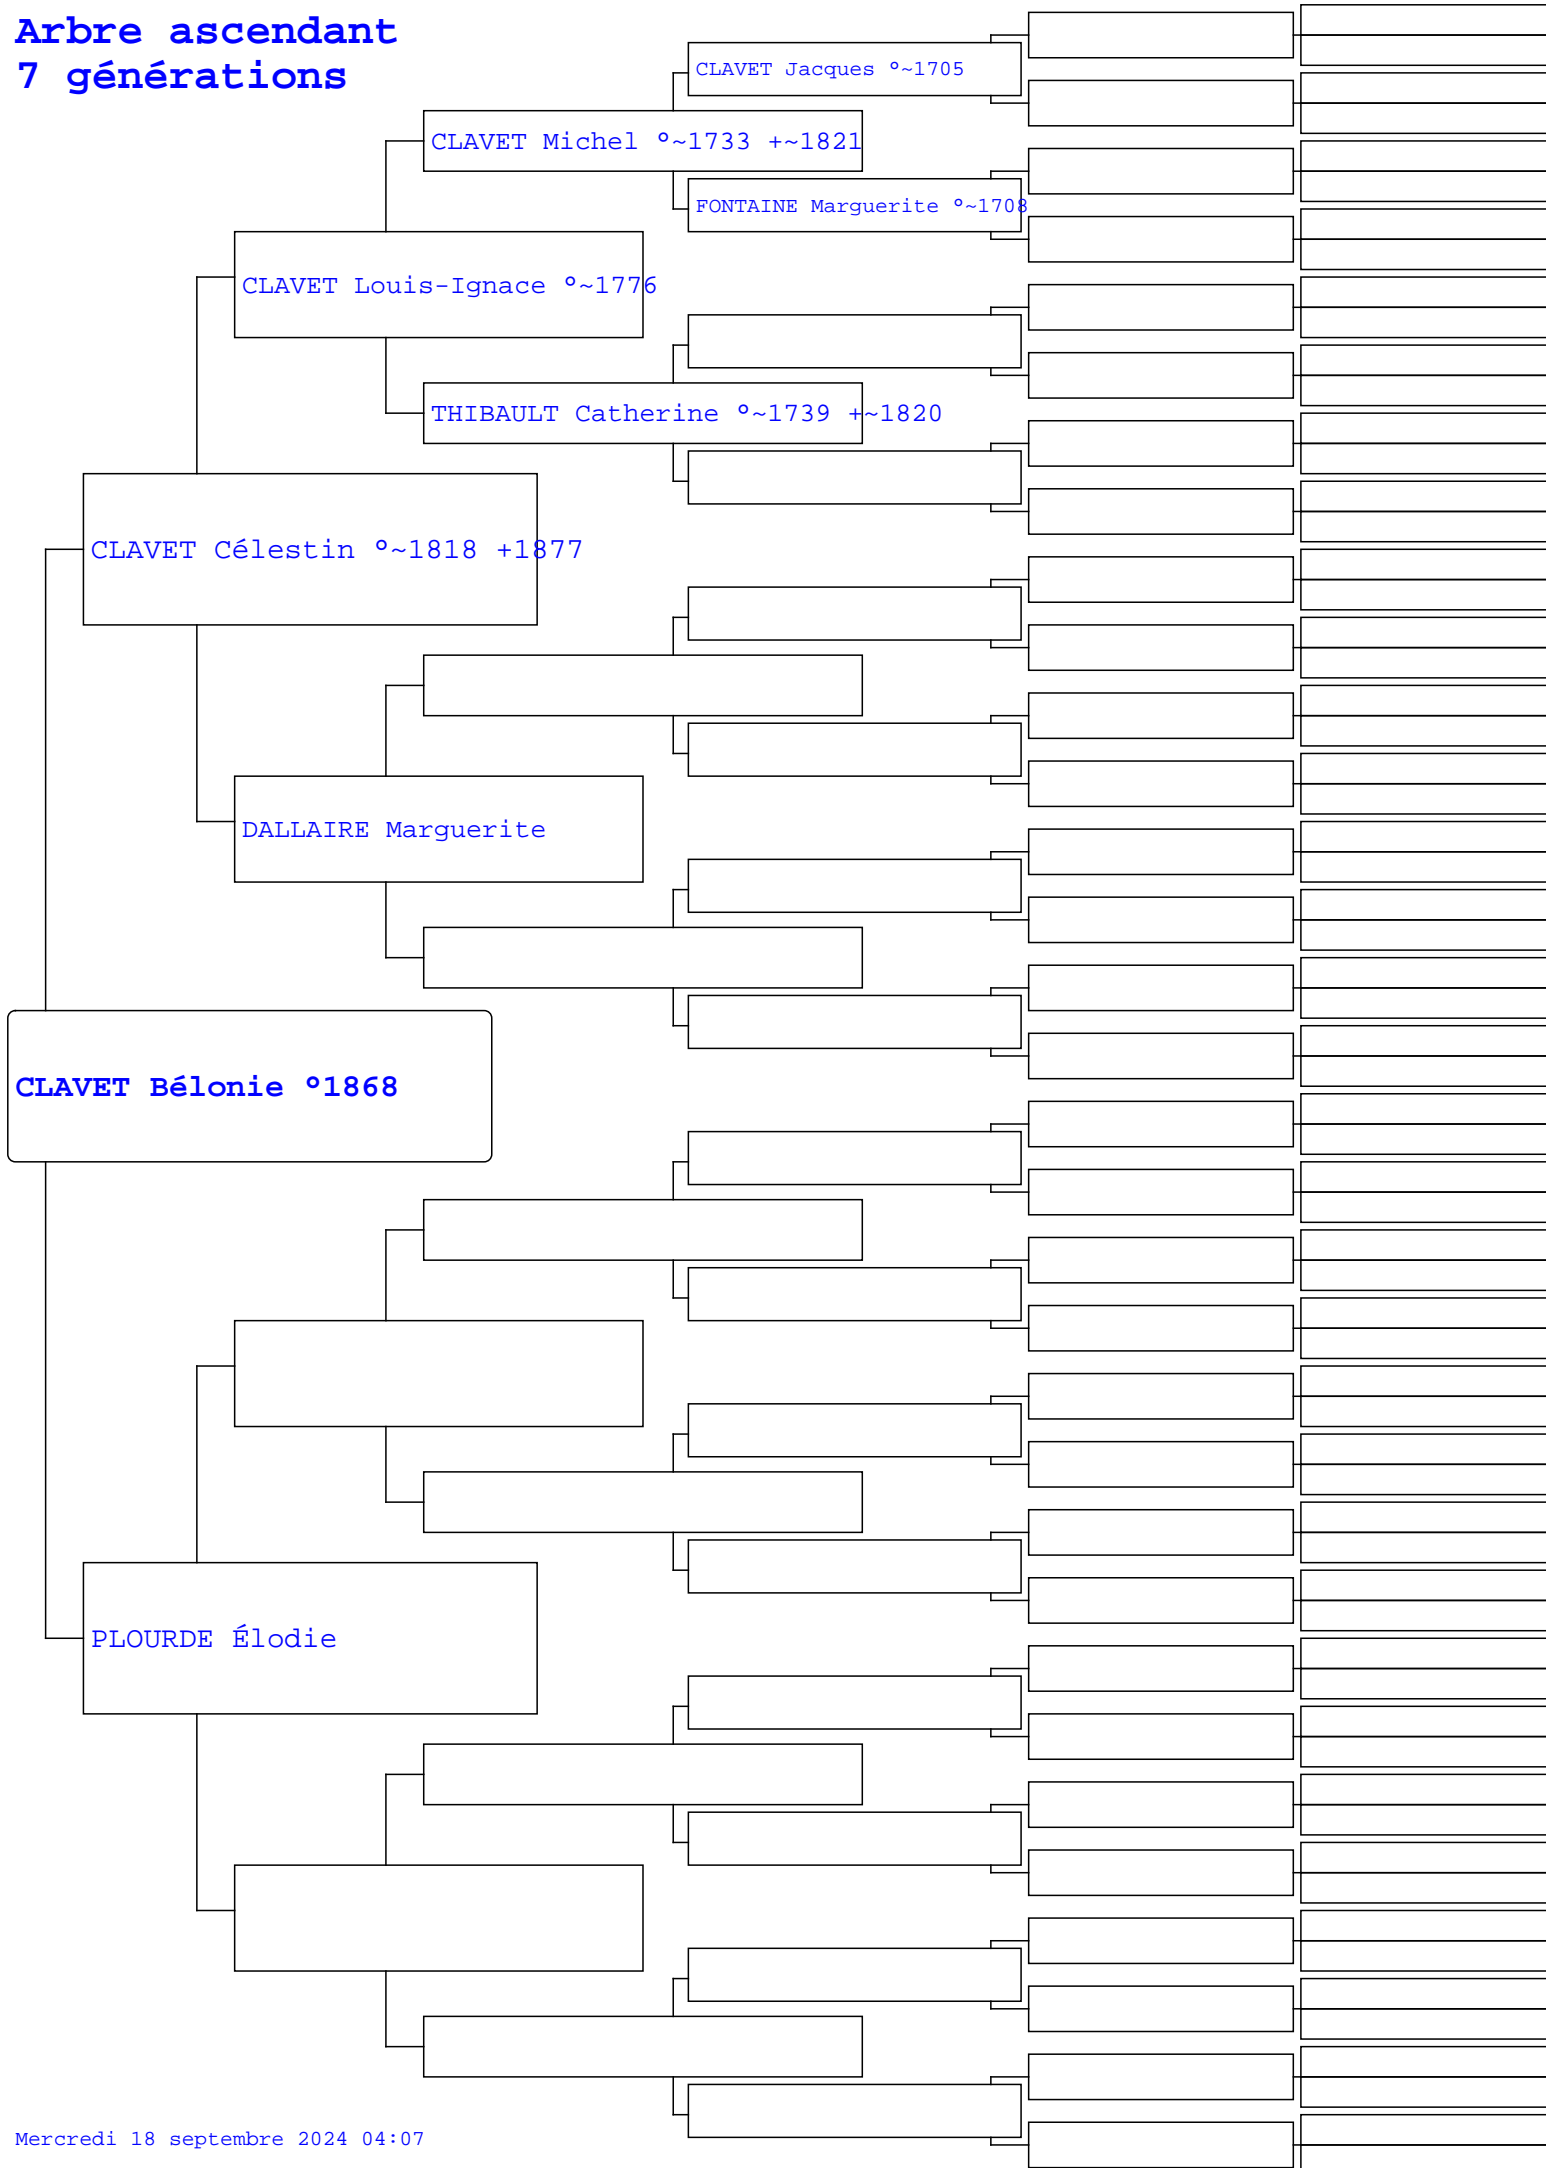 Arbre ascendant
7 générations
CLAVET Jacques °~1705
CLAVET Michel °~1733 +~1821
FONTAINE Marguerite °~1708
CLAVET Louis-Ignace °~1776
THIBAULT Catherine °~1739 +~1820
CLAVET Célestin °~1818 +1877
DALLAIRE Marguerite
CLAVET Bélonie °1868
PLOURDE Élodie
Mercredi 18 septembre 2024 04:07